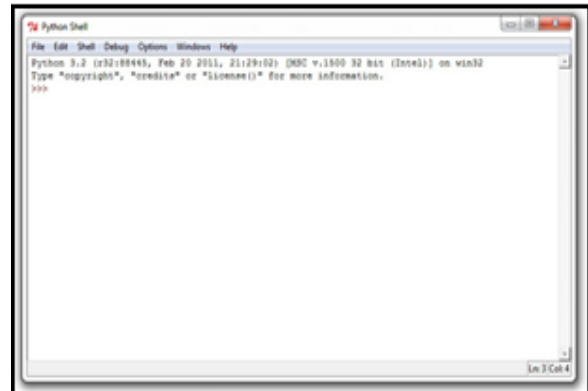 Python Shell
File Edit Shell Debug Options Windows Help
Python 3.2 (r32:88445, Feb 20 2011, 21:29:02) [MSC v.1500 32 bit (Intel)] on win32
Type "copyright", "credits" or "license()" for more information.
>>>
Ln: 3 Col: 4